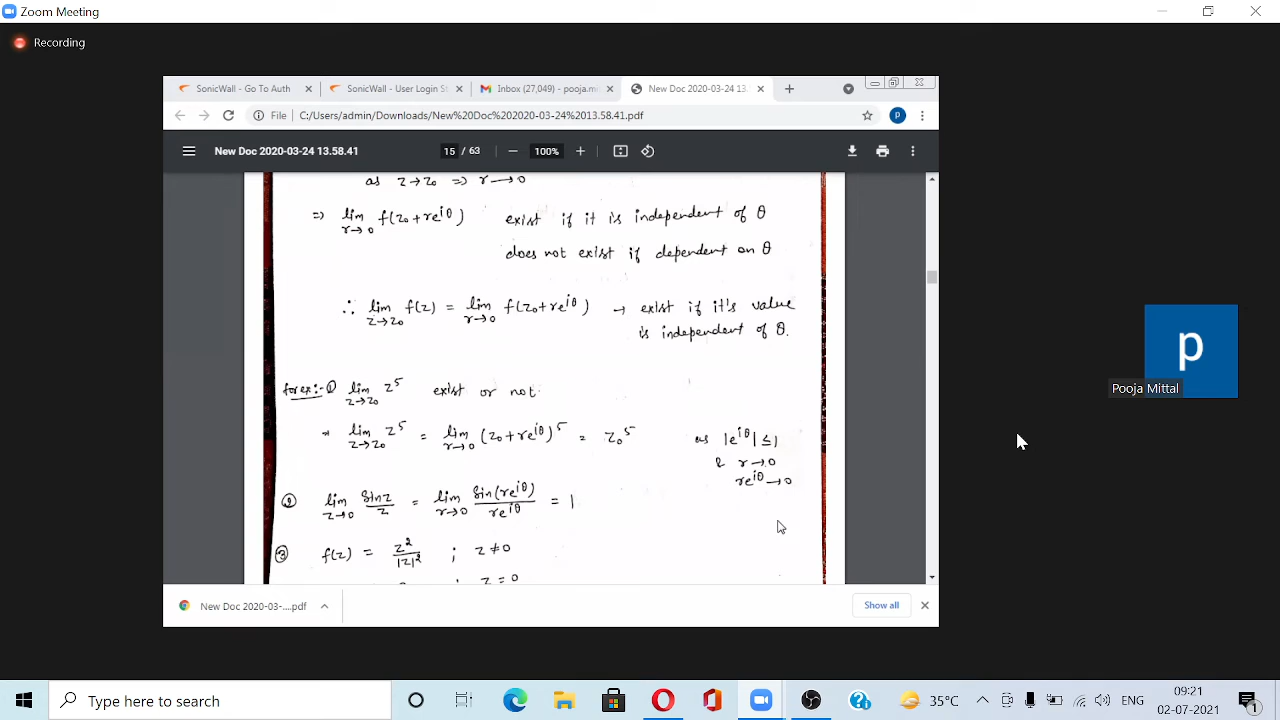 Zoom Meeting
Recording
SonicWall - Go To Auth
SonicWall - User Login St
Inbox (27,049) - pooja.m
New Doc 2020-03-24 13.
File C:/Users/admin/Downloads/New%20Doc%202020-03-24%2013.58.41.pdf
p
New Doc 2020-03-24 13.58.41
15 / 63
100%
as z→z₀ => r→0
=> lim r→0 f(z₀+re^iθ) exist if it is independent of θ
does not exist if dependent on θ
∴ lim z→z₀ f(z) = lim r→0 f(z₀+re^iθ) → exist if it's value
is independent of θ.
for ex:- ① lim z→z₀ z⁵ exist or not.
lim z→z₀ z⁵ = lim r→0 (z₀+re^iθ)⁵ = z₀⁵ as |e^iθ| ≤ 1
& r→0
re^iθ→0
② lim z→0 sinz/z = lim r→0 sin(re^iθ)/re^iθ = 1
③ f(z) = z²/|z|² ; z≠0
; z=0
New Doc 2020-03-....pdf
Show all
p
Pooja Mittal
Type here to search
35°C
ENG
09:21
02-07-2021
1